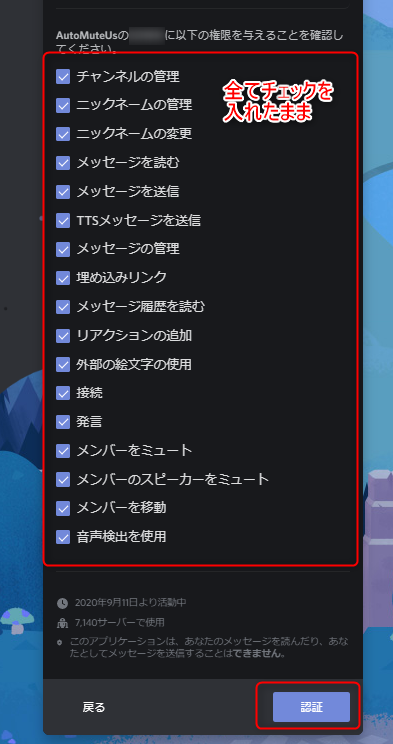 AutoMuteUsの に以下の権限を与えることを確認し
てください。
チャンネルの管理
全てチェックを
入れたまま
ニックネームの管理
ニックネームの変更
メッセージを読む
メッセージを送信
TTSメッセージを送信
メッセージの管理
埋め込みリンク
メッセージ履歴を読む
リアクションの追加
外部の絵文字の使用
接続
発言
メンバーをミュート
メンバーのスピーカーをミュート
メンバーを移動
音声検出を使用
2020年9月11日より活動中
7,140サーバーで使用
このアプリケーションは、あなたのメッセージを読んだり、あな
たとしてメッセージを送信することはできません。
戻る
認証